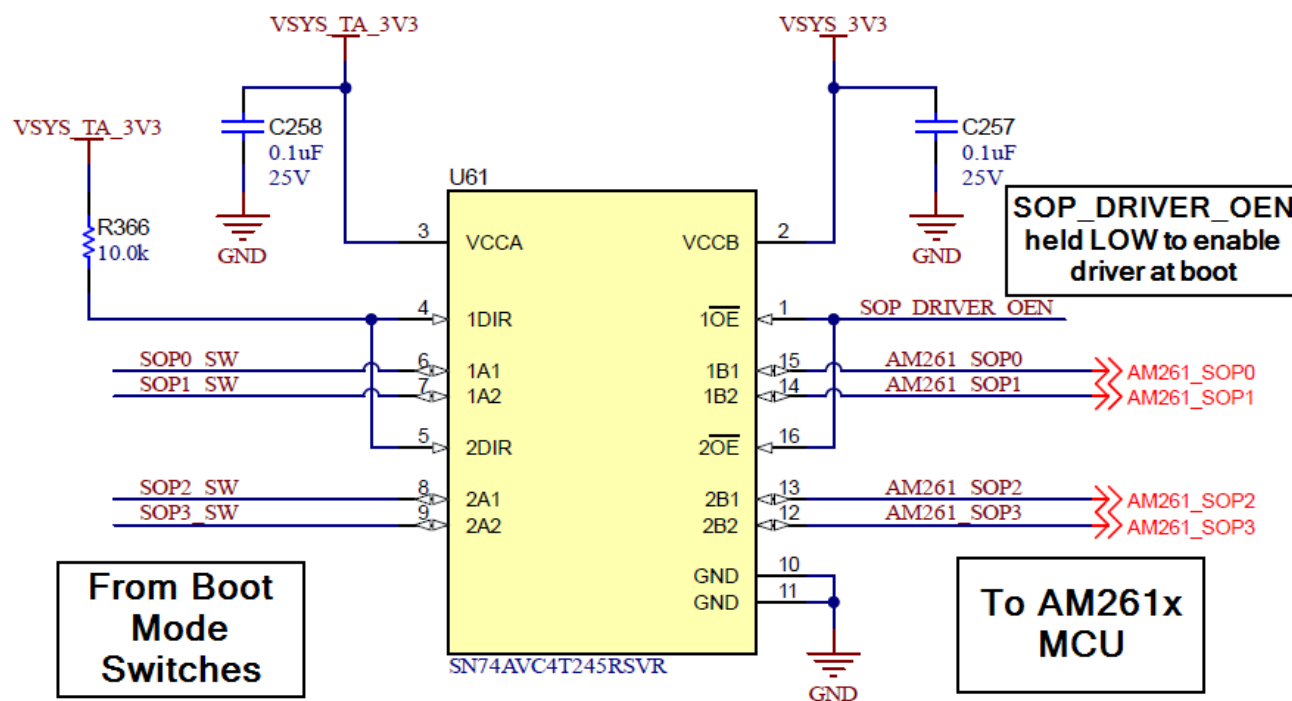 VSYS_TA_3V3
VSYS_3V3
VSYS_TA_3V3
C258
0.1uF
25V
C257
0.1uF
25V
GND
GND
R366
10.0k
U61
SOP_DRIVER_OEN
held LOW to enable
driver at boot
3 VCCA VCCB 2
4 1DIR 1OE 1 SOP_DRIVER_OEN
SOP0_SW 6 1A1 1B1 15 AM261_SOP0 AM261_SOP0
SOP1_SW 7 1A2 1B2 14 AM261_SOP1 AM261_SOP1
5 2DIR 2OE 16
SOP2_SW 8 2A1 2B1 13 AM261_SOP2 AM261_SOP2
SOP3_SW 9 2A2 2B2 12 AM261_SOP3 AM261_SOP3
GND 10
GND 11
From Boot
Mode
Switches
To AM261x
MCU
SN74AVC4T245RSVR
GND